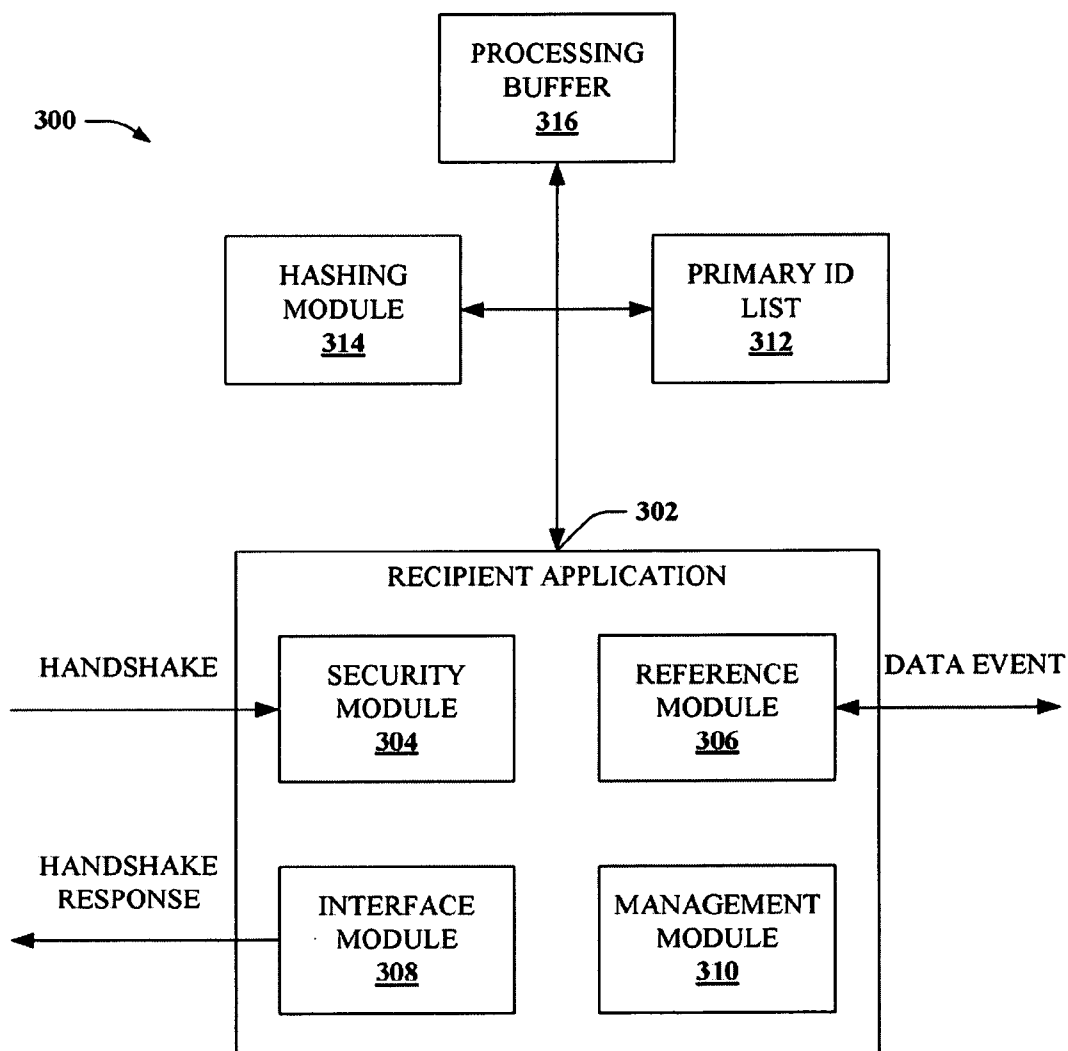 PROCESSING
BUFFER
316
300
HASHING
MODULE
314
PRIMARY ID
LIST
312
302
RECIPIENT APPLICATION
HANDSHAKE
SECURITY
MODULE
304
REFERENCE
MODULE
306
DATA EVENT
HANDSHAKE
RESPONSE
INTERFACE
MODULE
308
MANAGEMENT
MODULE
310